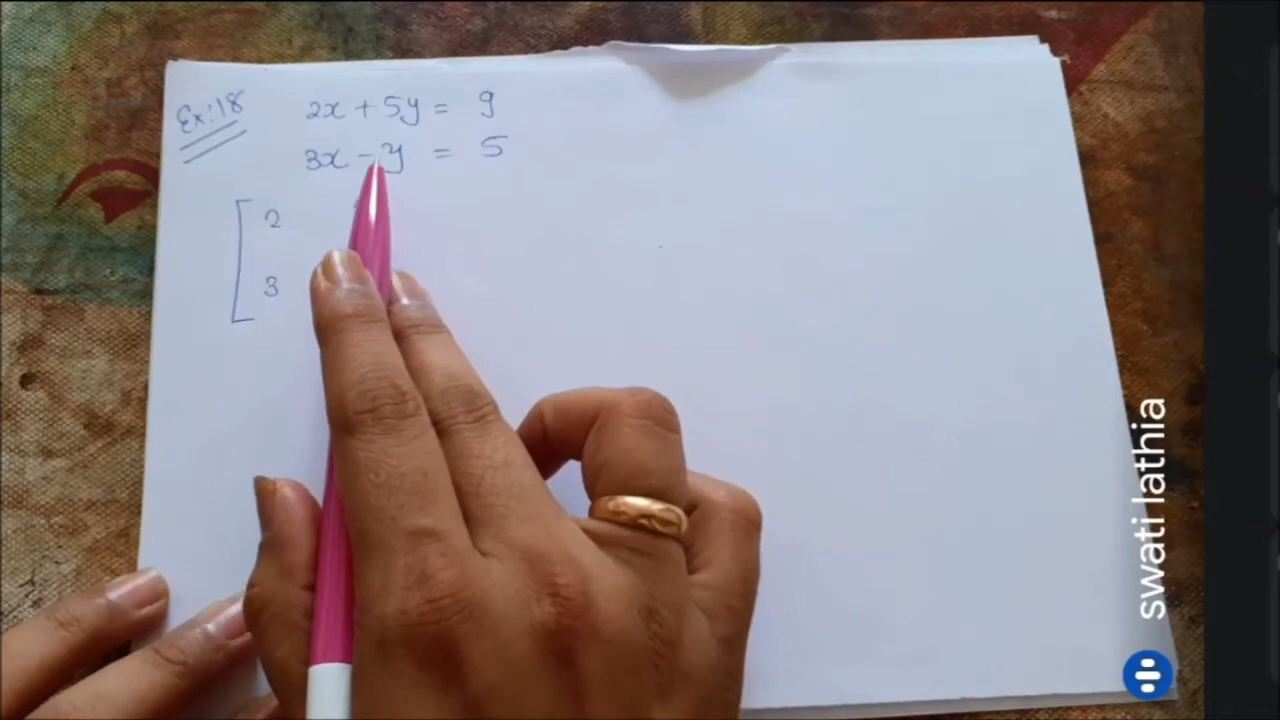 Ex:18
2x + 5y = 9
3x - y = 5
2
3
swati lathia